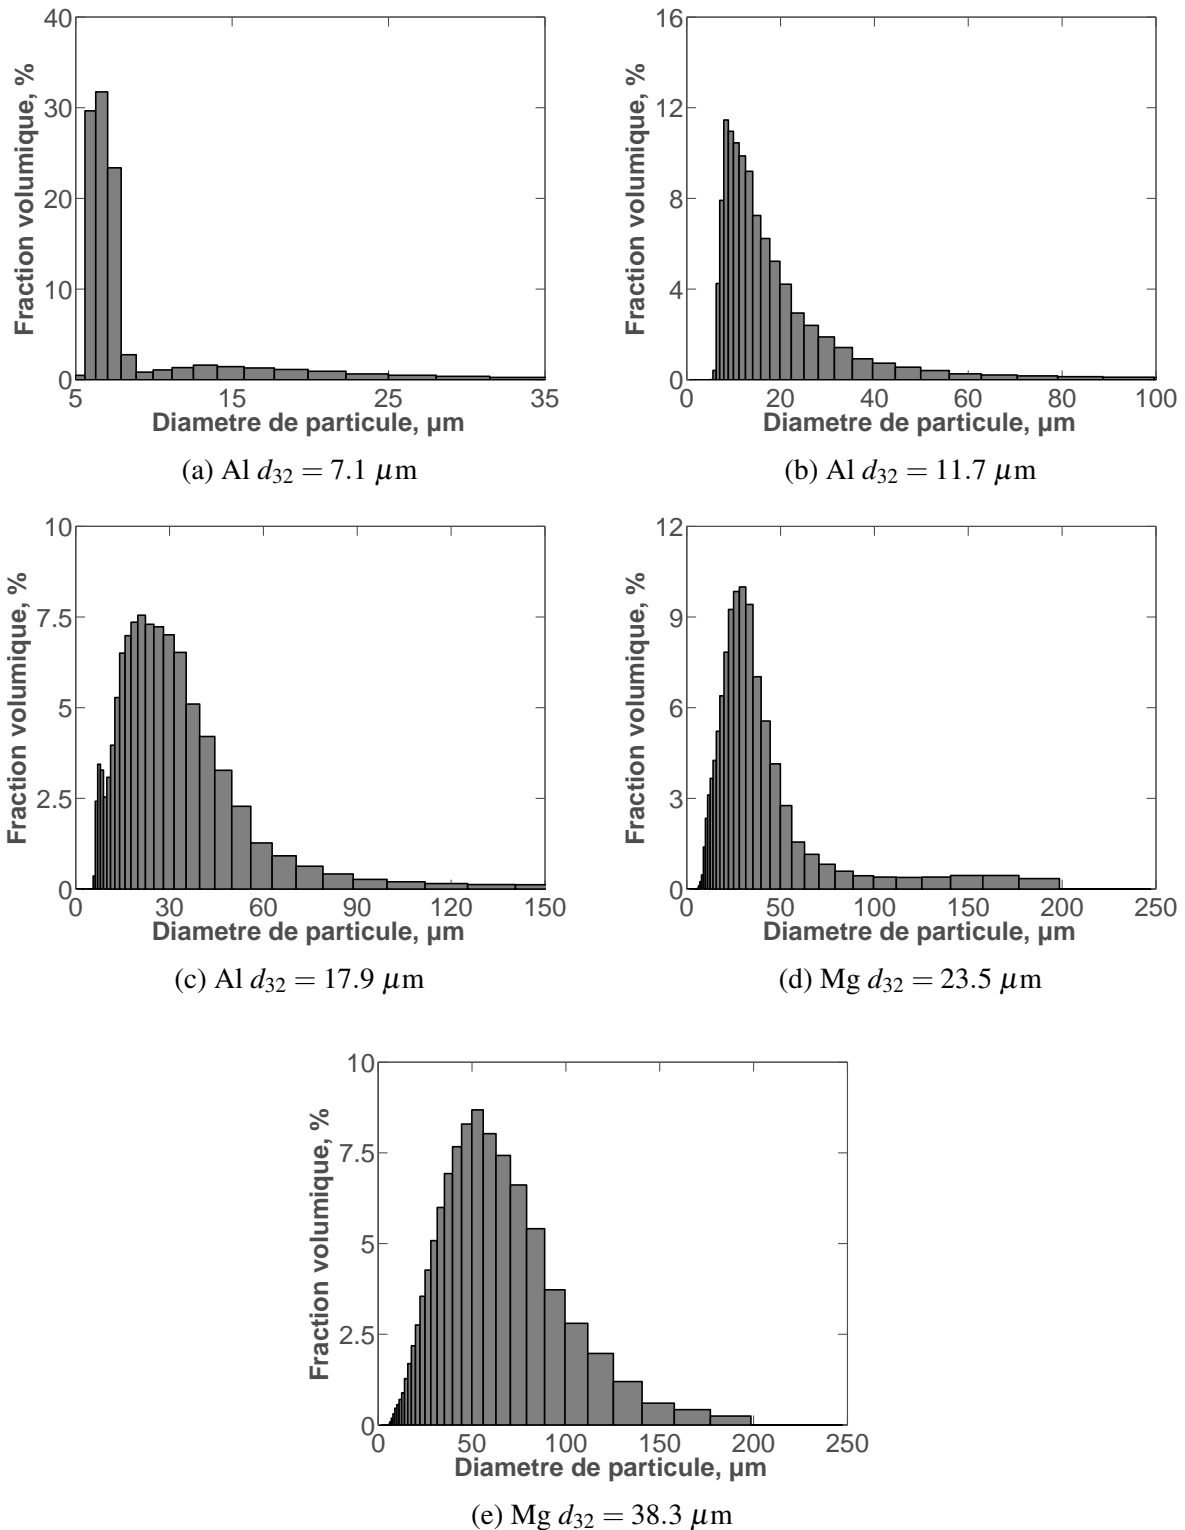 Fraction volumique, %
40
30
20
10
0
5 15 25 35
Diametre de particule, µm
(a) Al d32 = 7.1 µm
Fraction volumique, %
16
12
8
4
0
0 20 40 60 80 100
Diametre de particule, µm
(b) Al d32 = 11.7 µm
Fraction volumique, %
10
7.5
5
2.5
0
0 30 60 90 120 150
Diametre de particule, µm
(c) Al d32 = 17.9 µm
Fraction volumique, %
12
9
6
3
0
0 50 100 150 200 250
Diametre de particule, µm
(d) Mg d32 = 23.5 µm
Fraction volumique, %
10
7.5
5
2.5
0
0 50 100 150 200 250
Diametre de particule, µm
(e) Mg d32 = 38.3 µm